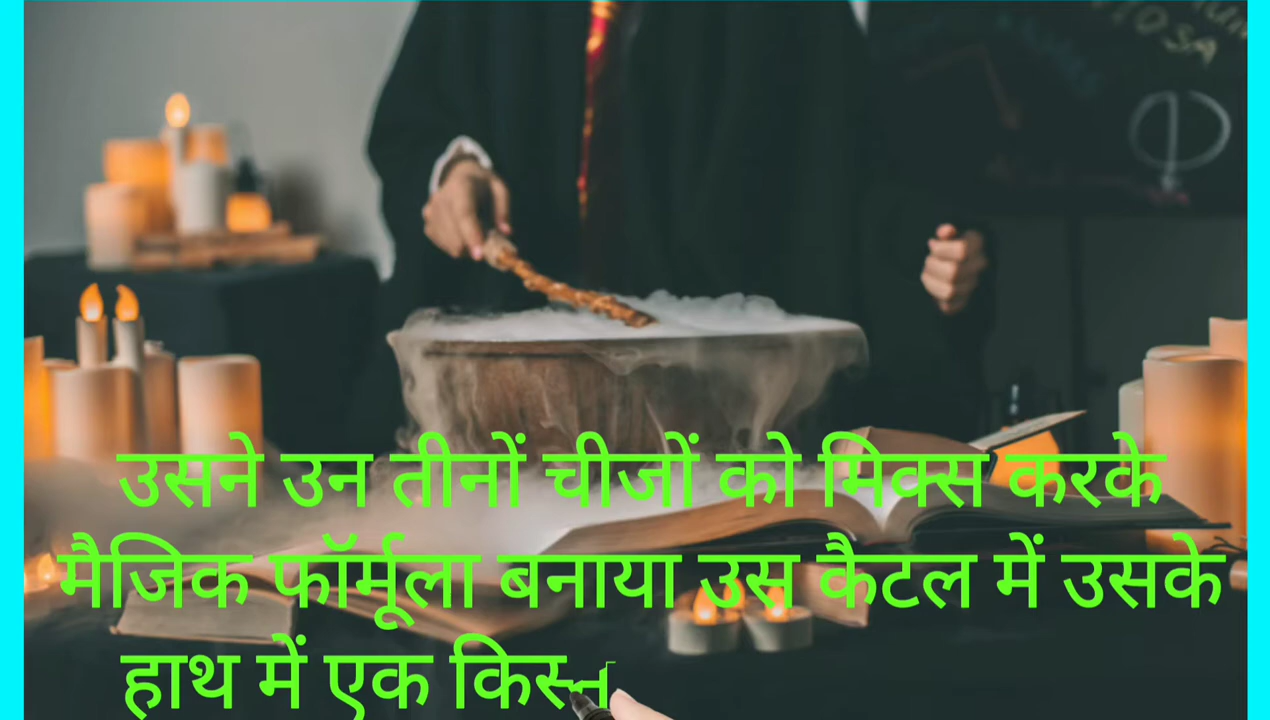 उसने उन तीनों चीजों को मिक्स करके
मैजिक फॉर्मूला बनाया उस कैटल में उसके
हाथ में एक